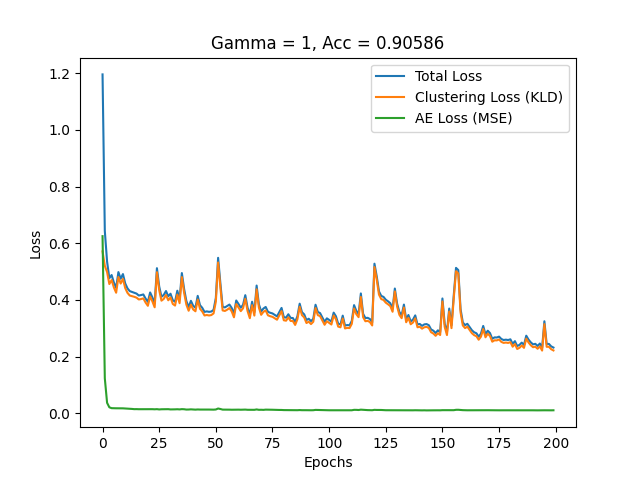 Gamma = 1, Acc = 0.90586
Total Loss
Clustering Loss (KLD)
AE Loss (MSE)
Loss
1.2
1.0
0.8
0.6
0.4
0.2
0.0
0 25 50 75 100 125 150 175 200
Epochs